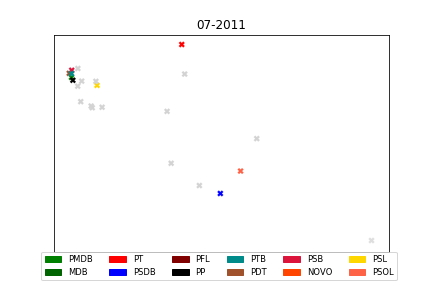 07-2011
PMDB PT PFL PTB PSB PSL
MDB PSDB PP PDT NOVO PSOL